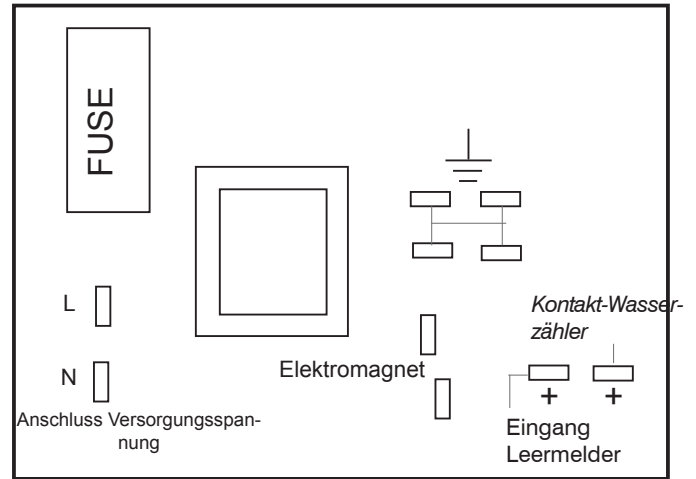 FUSE
L
N
Anschluss Versorgungsspan-
nung
Elektromagnet
Kontakt-Wasser-
zähler
+ +
Eingang
Leermelder